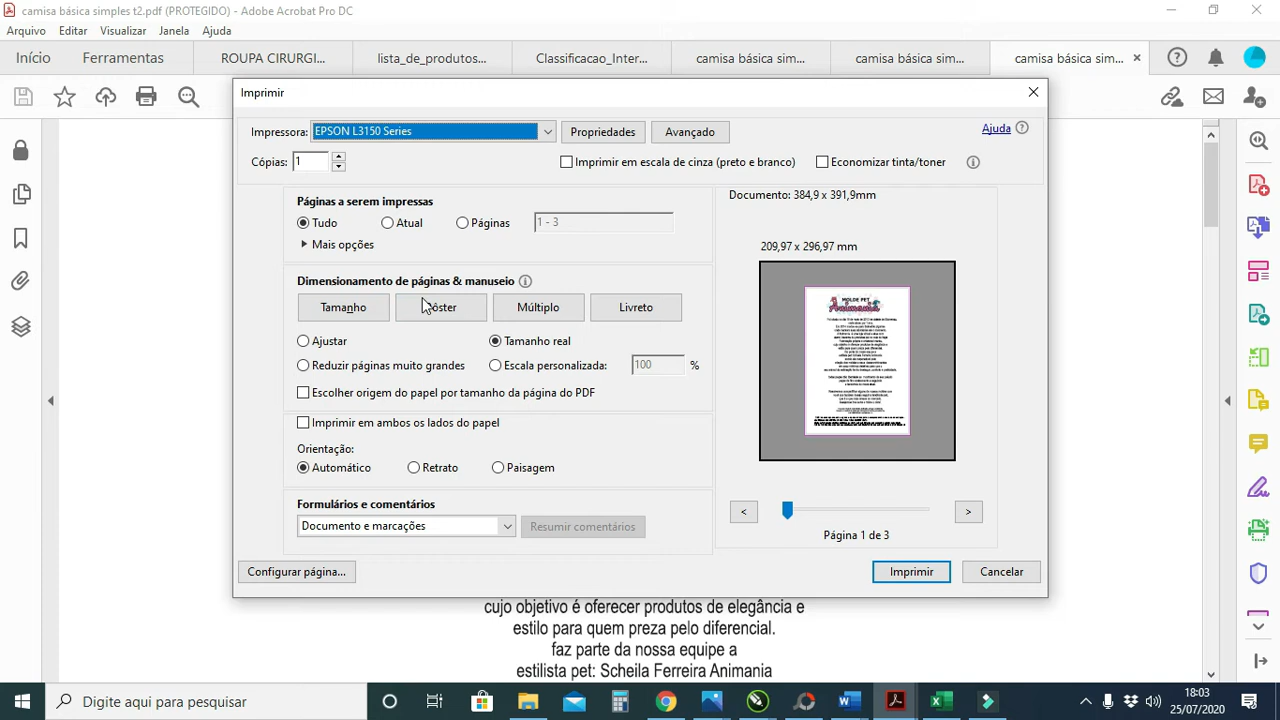 camisa básica simples t2.pdf (PROTEGIDO) - Adobe Acrobat Pro DC
Arquivo Editar Visualizar Janela Ajuda
Início Ferramentas ROUPA CIRURGI... lista_de_produtos... Classificacao_Inter... camisa básica sim... camisa básica sim... camisa básica sim...
Imprimir
Impressora: EPSON L3150 Series Propriedades Avançado Ajuda
Cópias: 1 Imprimir em escala de cinza (preto e branco) Economizar tinta/toner
Páginas a serem impressas
Tudo Atual Páginas 1 - 3
Mais opções
Dimensionamento de páginas & manuseio
Tamanho Múltiplo Livreto
Ajustar Tamanho real
Reduzir páginas muito grandes Escala personalizada: 100 %
Escolher origem do papel por tamanho da página do PDF
Imprimir em ambos os lados do papel
Orientação:
Automático Retrato Paisagem
Formulários e comentários
Documento e marcações Resumir comentários
Documento: 384,9 x 391,9mm
209,97 x 296,97 mm
MOLDE PET
Animania
< >
Página 1 de 3
Configurar página... Imprimir Cancelar
cujo objetivo é oferecer produtos de elegância e
estilo para quem preza pelo diferencial.
faz parte da nossa equipe a
estilista pet: Scheila Ferreira Animania
Digite aqui para pesquisar
18:03
25/07/2020